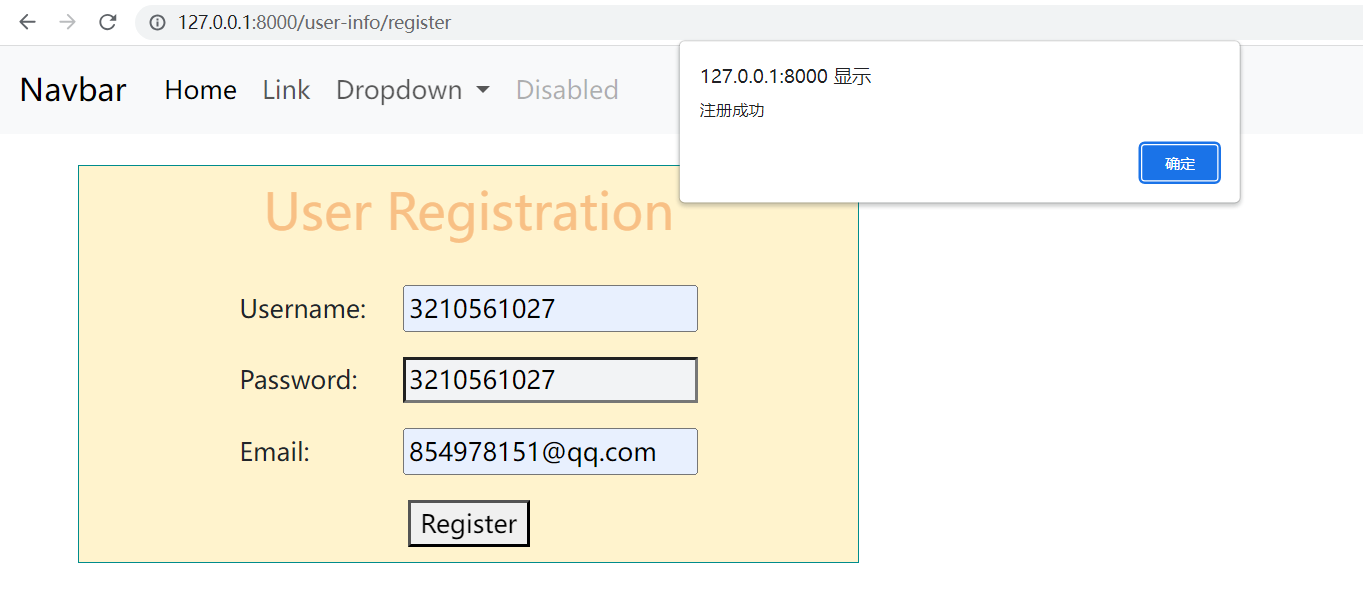 127.0.0.1:8000/user-info/register
Navbar Home Link Dropdown Disabled
127.0.0.1:8000 显示
注册成功
确定
User Registration
Username: 3210561027
Password: 3210561027
Email: 854978151@qq.com
Register